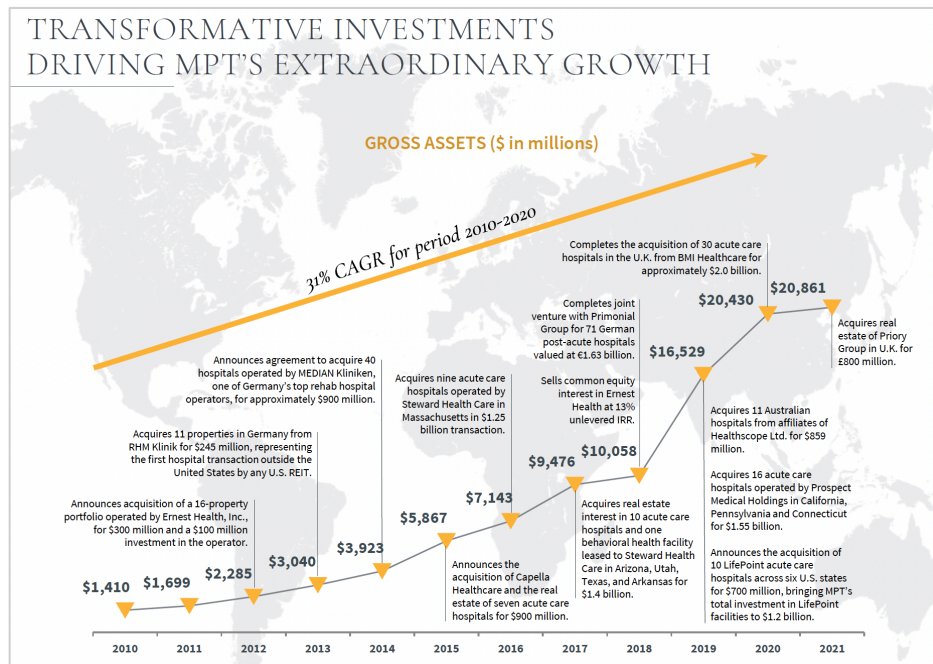 TRANSFORMATIVE INVESTMENTS
DRIVING MPT'S EXTRAORDINARY GROWTH
GROSS ASSETS ($ in millions)
31% CAGR for period 2010-2020
Completes the acquisition of 30 acute care
hospitals in the U.K. from BMI Healthcare for
approximately $2.0 billion.
$20,430
$20,861
Completes joint
venture with Primonial
Group for 71 German
post-acute hospitals
valued at €1.63 billion.
Sells common equity
interest in Ernest
Health at 13%
unlevered IRR.
$16,529
Acquires real
estate of Priory
Group in U.K. for
£800 million.
Announces agreement to acquire 40
hospitals operated by MEDIAN Kliniken,
one of Germany's top rehab hospital
operators, for approximately $900 million.
Acquires nine acute care
hospitals operated by
Steward Health Care in
Massachusetts in $1.25
billion transaction.
Acquires 11 Australian
hospitals from affiliates of
Healthscope Ltd. for $859
million.
Acquires 11 properties in Germany from
RHM Klinik for $245 million, representing
the first hospital transaction outside the
United States by any U.S. REIT.
$9,476
$10,058
Acquires 16 acute care
hospitals operated by Prospect
Medical Holdings in California,
Pennsylvania and Connecticut
for $1.55 billion.
Announces acquisition of a 16-property
portfolio operated by Ernest Health, Inc.,
for $300 million and a $100 million
investment in the operator.
$7,143
Acquires real estate
interest in 10 acute care
hospitals and one
behavioral health facility
leased to Steward Health
Care in Arizona, Utah,
Texas, and Arkansas for
$1.4 billion.
$5,867
$3,923
$3,040
$2,285
$1,699
$1,410
Announces the
acquisition of Capella
Healthcare and the real
estate of seven acute care
hospitals for $900 million.
Announces the acquisition of
10 LifePoint acute care
hospitals across six U.S. states
for $700 million, bringing MPT's
total investment in LifePoint
facilities to $1.2 billion.
2010 2011 2012 2013 2014 2015 2016 2017 2018 2019 2020 2021